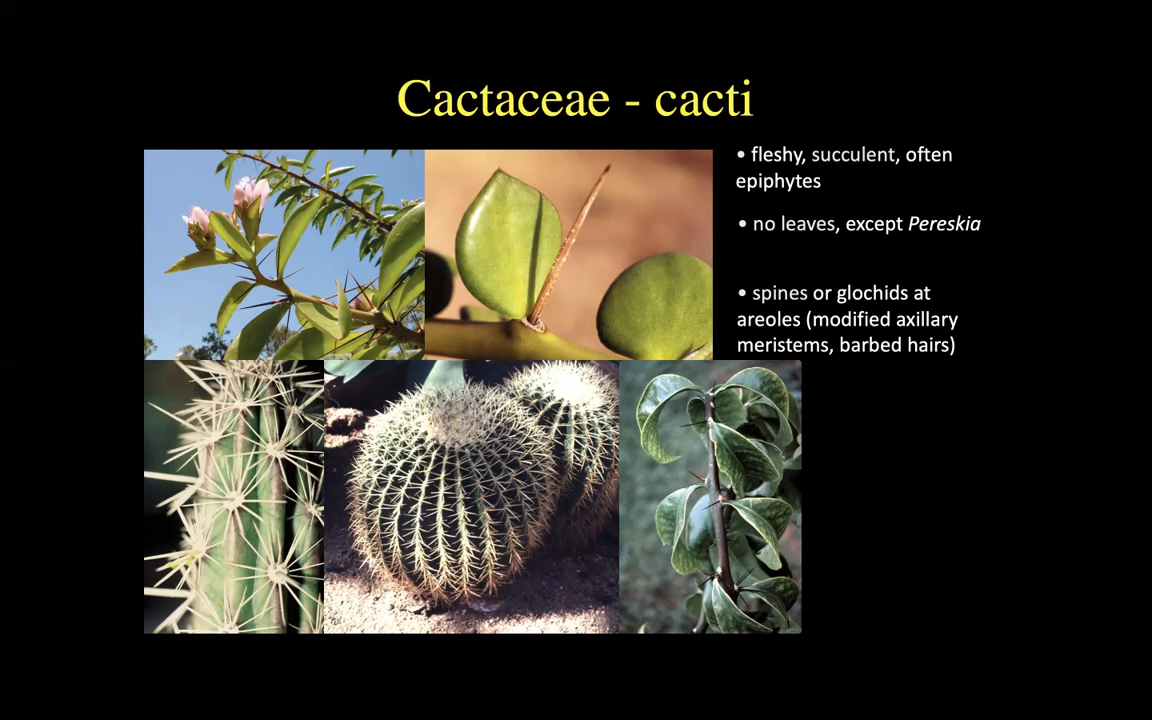 Cactaceae - cacti
• fleshy, succulent, often
epiphytes
• no leaves, except Pereskia
• spines or glochids at
areoles (modified axillary
meristems, barbed hairs)